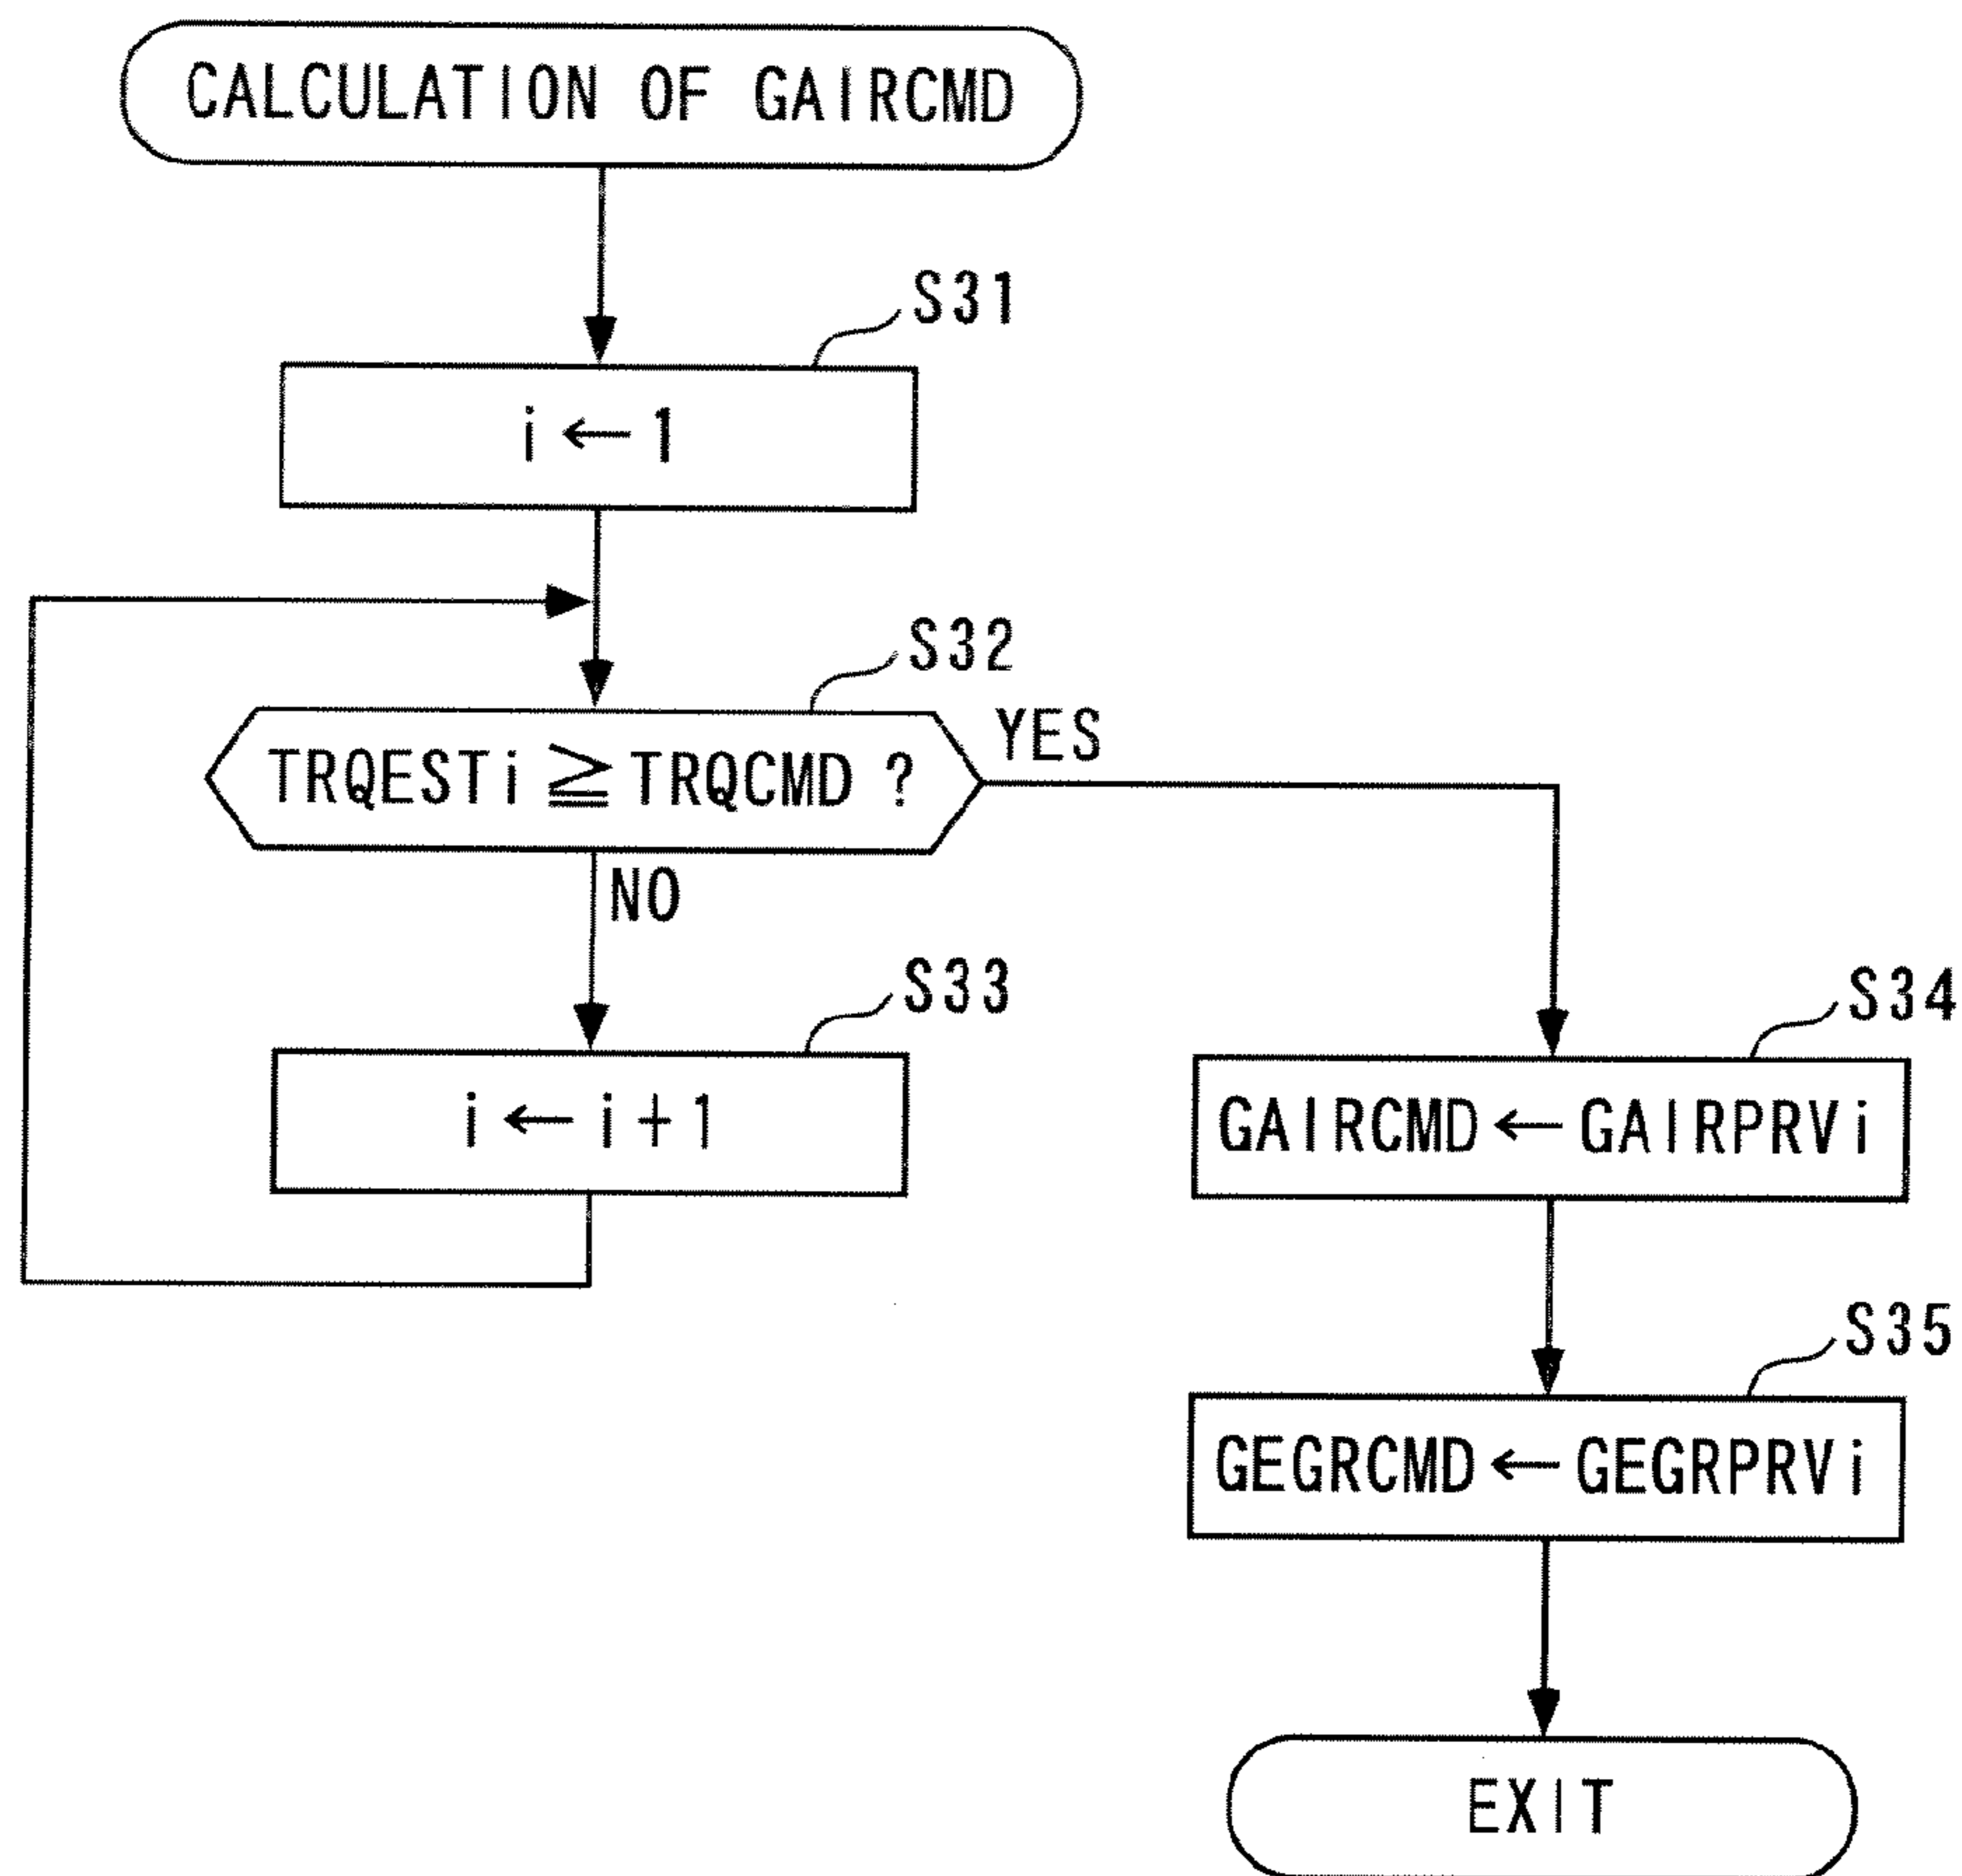 CALCULATION OF GAIRCMD
S31
i ← 1
S32
TRQESTi ≧ TRQCMD ?
YES
NO
S33
i ← i + 1
S34
GAIRCMD ← GAIRPRVi
S35
GEGRCMD ← GEGRPRVi
EXIT